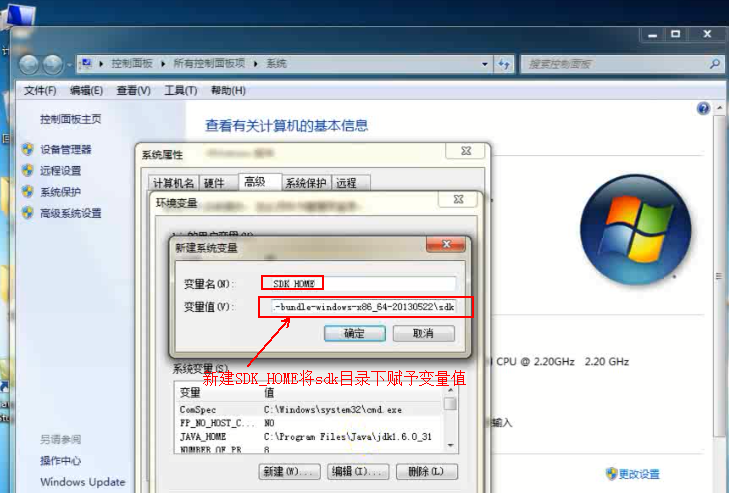 控制面板 ▸ 所有控制面板项 ▸ 系统
搜索控制面板
文件(F) 编辑(E) 查看(V) 工具(T) 帮助(H)
控制面板主页
查看有关计算机的基本信息
设备管理器
远程设置
系统保护
高级系统设置
系统属性
计算机名 硬件 高级 系统保护 远程
环境变量
新建系统变量
变量名(N): SDK_HOME
变量值(V): -bundle-windows-x86_64-20130522\sdk
确定 取消
CPU @ 2.20GHz 2.20 GHz
系统变量(S)
新建SDK_HOME将sdk目录下赋予变量值
变量 值
ComSpec C:\Windows\system32\cmd.exe
FP_NO_HOST_C... NO
JAVA_HOME C:\Program Files\Java\jdk1.6.0_31
NUMBER_OF_PR 8
输入
另请参阅
操作中心
Windows Update
新建(W)... 编辑(I)... 删除(L)
更改设置